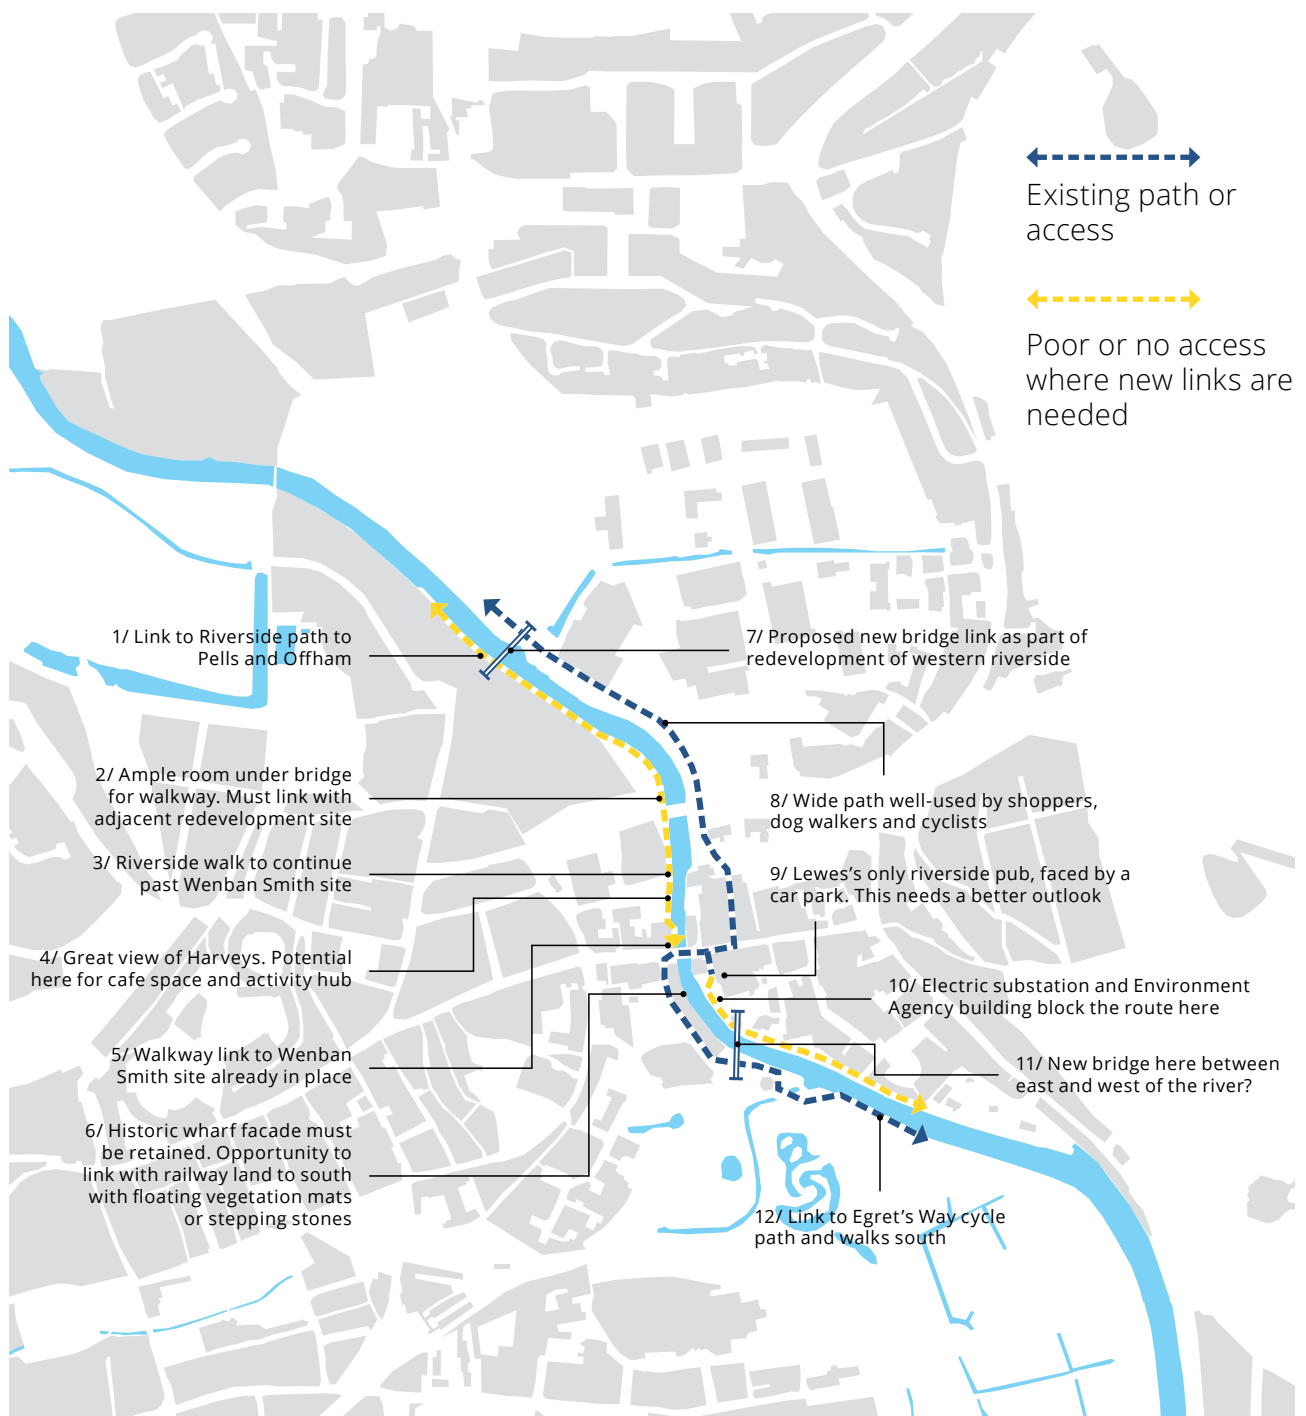 Existing path or
access
Poor or no access
where new links are
needed
1/ Link to Riverside path to
Pells and Offham
2/ Ample room under bridge
for walkway. Must link with
adjacent redevelopment site
3/ Riverside walk to continue
past Wenban Smith site
4/ Great view of Harveys. Potential
here for cafe space and activity hub
5/ Walkway link to Wenban
Smith site already in place
6/ Historic wharf facade must
be retained. Opportunity to
link with railway land to south
with floating vegetation mats
or stepping stones
7/ Proposed new bridge link as part of
redevelopment of western riverside
8/ Wide path well-used by shoppers,
dog walkers and cyclists
9/ Lewes’s only riverside pub, faced by a
car park. This needs a better outlook
10/ Electric substation and Environment
Agency building block the route here
11/ New bridge here between
east and west of the river?
12/ Link to Egret’s Way cycle
path and walks south